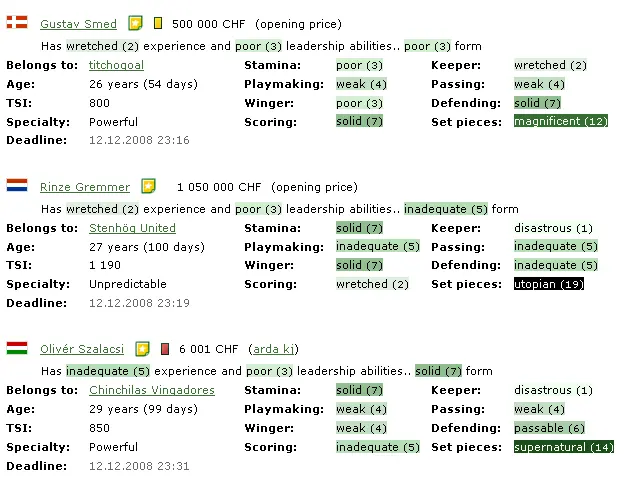 Gustav Smed 500 000 CHF (opening price)
Has wretched (2) experience and poor (3) leadership abilities.. poor (3) form
Belongs to: titchogoal Stamina: poor (3) Keeper: wretched (2)
Age: 26 years (54 days) Playmaking: weak (4) Passing: weak (4)
TSI: 800 Winger: poor (3) Defending: solid (7)
Specialty: Powerful Scoring: solid (7) Set pieces: magnificent (12)
Deadline: 12.12.2008 23:16
Rinze Gremmer 1 050 000 CHF (opening price)
Has wretched (2) experience and poor (3) leadership abilities.. inadequate (5) form
Belongs to: Stenhög United Stamina: solid (7) Keeper: disastrous (1)
Age: 27 years (100 days) Playmaking: inadequate (5) Passing: inadequate (5)
TSI: 1 190 Winger: solid (7) Defending: inadequate (5)
Specialty: Unpredictable Scoring: wretched (2) Set pieces: utopian (19)
Deadline: 12.12.2008 23:19
Olivér Szalacsi 6 001 CHF (arda kj)
Has inadequate (5) experience and poor (3) leadership abilities.. solid (7) form
Belongs to: Chinchilas Vingadores Stamina: solid (7) Keeper: disastrous (1)
Age: 29 years (99 days) Playmaking: weak (4) Passing: weak (4)
TSI: 850 Winger: weak (4) Defending: passable (6)
Specialty: Powerful Scoring: inadequate (5) Set pieces: supernatural (14)
Deadline: 12.12.2008 23:31